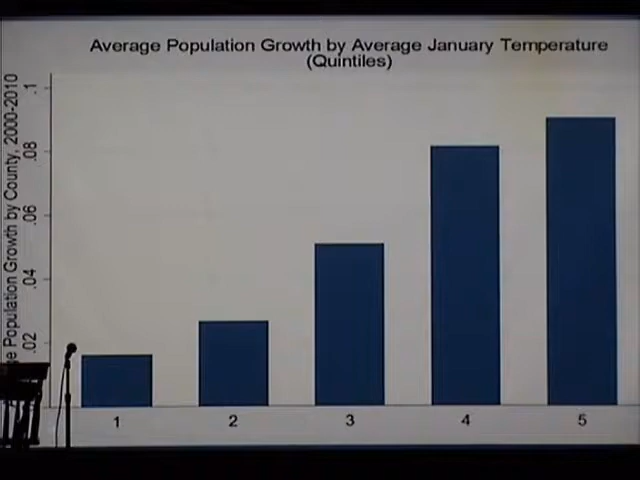 Average Population Growth by Average January Temperature
(Quintiles)
Population Growth by County, 2000-2010
.1
.08
.06
.04
.02
1 2 3 4 5